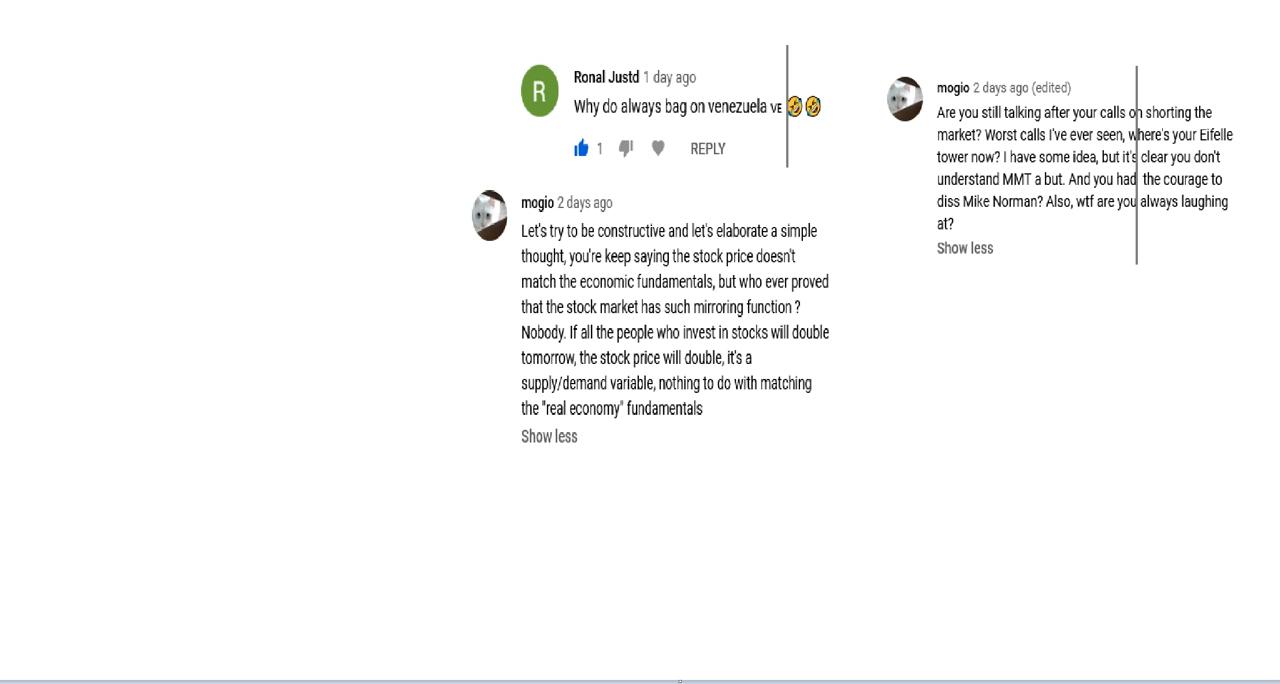 R
Ronal Justd 1 day ago
Why do always bag on venezuela VE 🤣🤣
1 REPLY
mogio 2 days ago
Let's try to be constructive and let's elaborate a simple
thought, you're keep saying the stock price doesn't
match the economic fundamentals, but who ever proved
that the stock market has such mirroring function ?
Nobody. If all the people who invest in stocks will double
tomorrow, the stock price will double, it's a
supply/demand variable, nothing to do with matching
the "real economy" fundamentals
Show less
mogio 2 days ago (edited)
Are you still talking after your calls on shorting the
market? Worst calls I've ever seen, where's your Eifelle
tower now? I have some idea, but it's clear you don't
understand MMT a but. And you had the courage to
diss Mike Norman? Also, wtf are you always laughing
at?
Show less